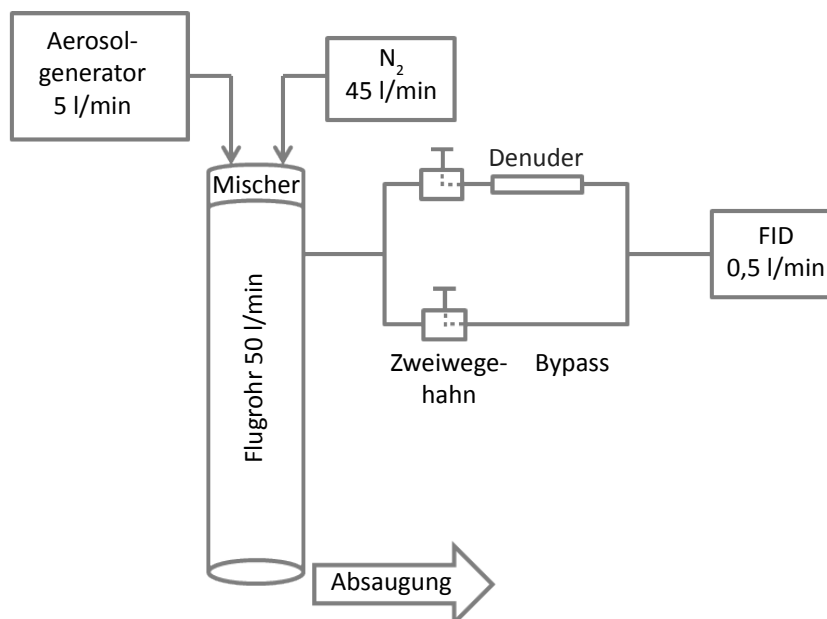 Aerosol-
generator
5 l/min
N₂
45 l/min
Mischer
Denuder
FID
0,5 l/min
Flugrohr 50 l/min
Zweiwege-
hahn
Bypass
Absaugung